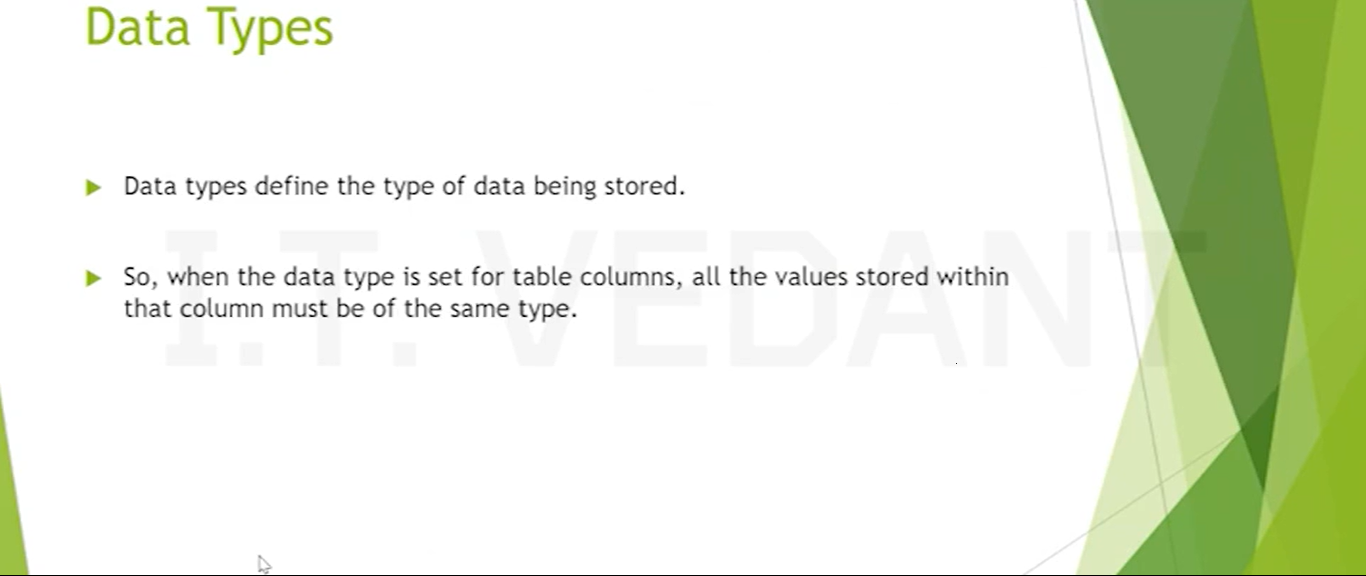 Data Types
Data types define the type of data being stored.
So, when the data type is set for table columns, all the values stored within
that column must be of the same type.
I.T. VEDANT